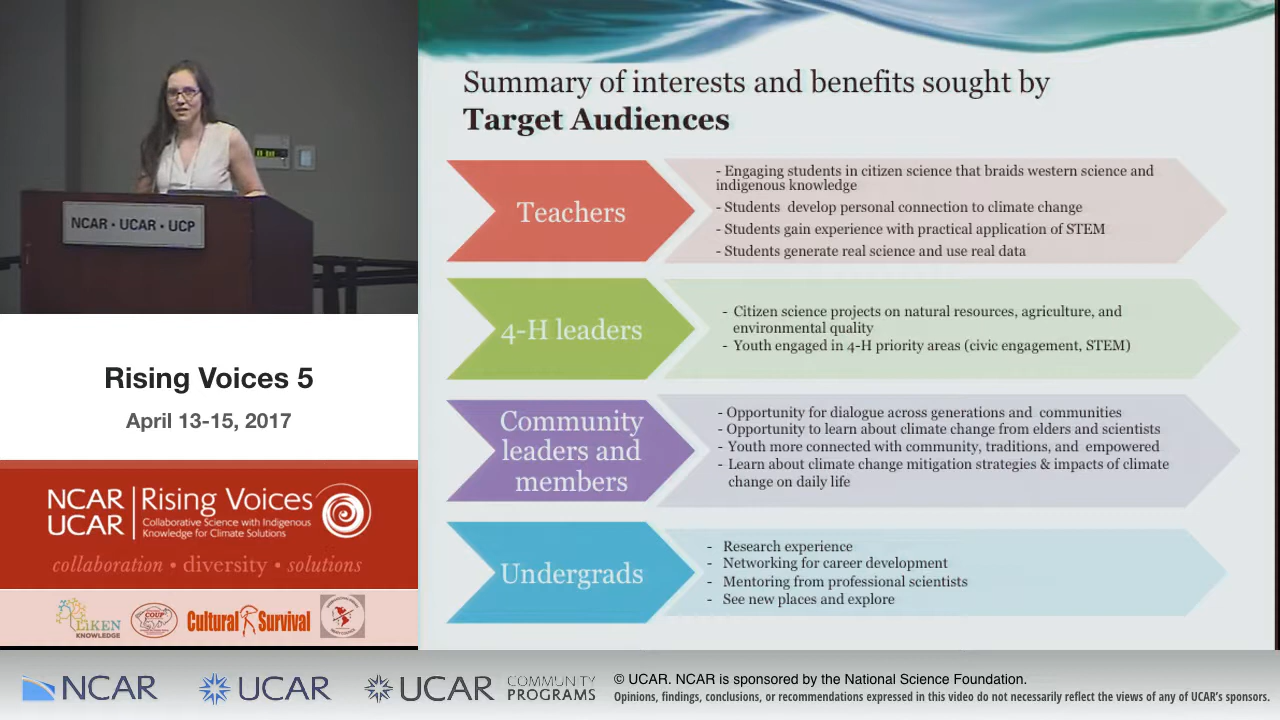 NCAR • UCAR • UCP
Rising Voices 5
April 13-15, 2017
NCAR
UCAR
Rising Voices
Collaborative Science with Indigenous
Knowledge for Climate Solutions
collaboration • diversity • solutions
LiKEN
KNOWLEDGE
Cultural Survival
Summary of interests and benefits sought by
Target Audiences
Teachers
- Engaging students in citizen science that braids western science and
indigenous knowledge
- Students develop personal connection to climate change
- Students gain experience with practical application of STEM
- Students generate real science and use real data
4-H leaders
- Citizen science projects on natural resources, agriculture, and
environmental quality
- Youth engaged in 4-H priority areas (civic engagement, STEM)
Community
leaders and
members
- Opportunity for dialogue across generations and communities
- Opportunity to learn about climate change from elders and scientists
- Youth more connected with community, traditions, and empowered
- Learn about climate change mitigation strategies & impacts of climate
change on daily life
Undergrads
- Research experience
- Networking for career development
- Mentoring from professional scientists
- See new places and explore
NCAR
UCAR
UCAR
COMMUNITY
PROGRAMS
© UCAR. NCAR is sponsored by the National Science Foundation.
Opinions, findings, conclusions, or recommendations expressed in this video do not necessarily reflect the views of any of UCAR's sponsors.